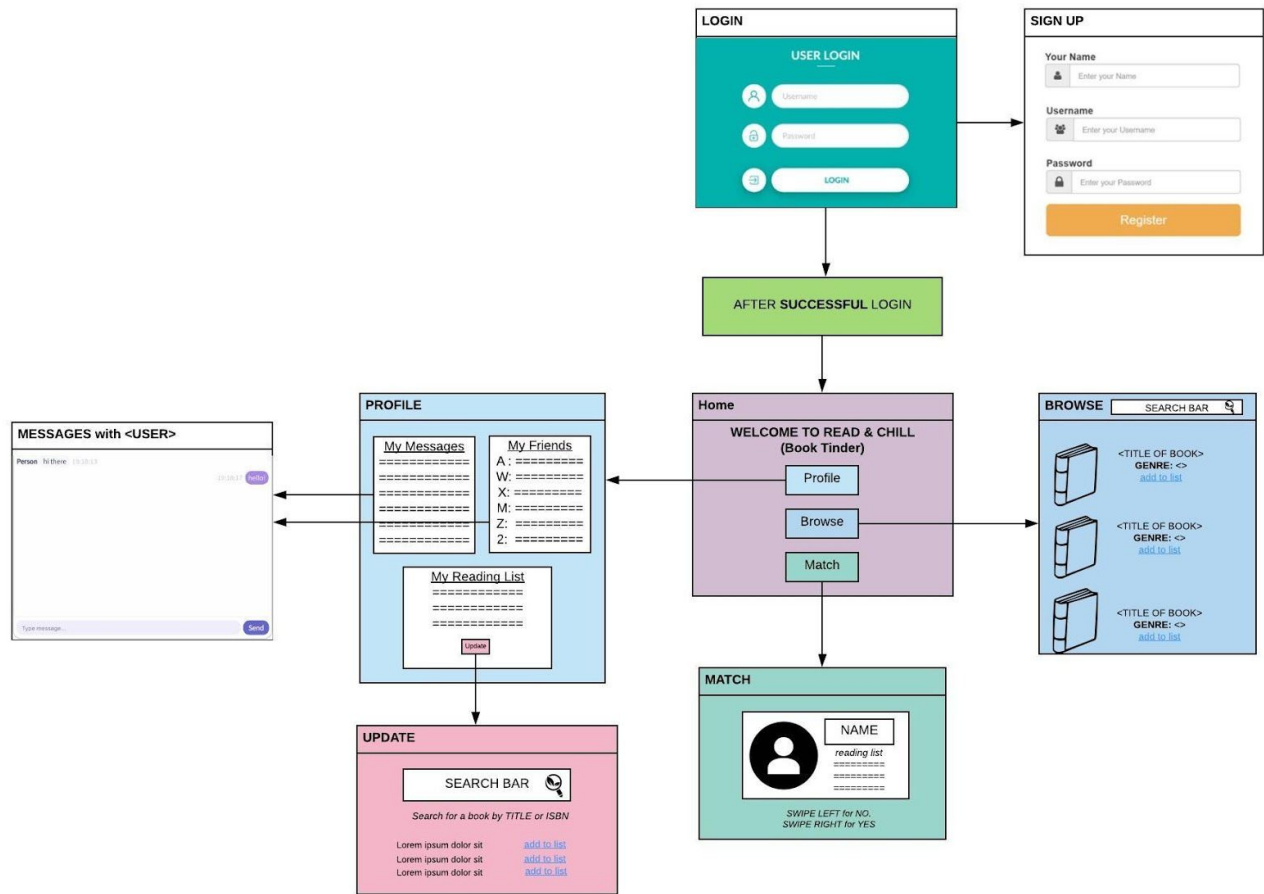 LOGIN
USER LOGIN
Username
Password
LOGIN
SIGN UP
Your Name
Enter your Name
Username
Enter your Username
Password
Enter your Password
Register
AFTER SUCCESSFUL LOGIN
Home
WELCOME TO READ & CHILL
(Book Tinder)
Profile
Browse
Match
PROFILE
My Messages
============
============
============
============
============
============
My Friends
A : =========
W: =========
X: =========
M: =========
Z: =========
2: =========
My Reading List
============
============
============
Update
MESSAGES with <USER>
Person hi there 19:18:13
19:18:17 hello!
Type message...
Send
BROWSE
SEARCH BAR
<TITLE OF BOOK>
GENRE: <>
add to list
<TITLE OF BOOK>
GENRE: <>
add to list
<TITLE OF BOOK>
GENRE: <>
add to list
UPDATE
SEARCH BAR
Search for a book by TITLE or ISBN
Lorem ipsum dolor sit add to list
Lorem ipsum dolor sit add to list
Lorem ipsum dolor sit add to list
MATCH
NAME
reading list
=========
=========
=========
SWIPE LEFT for NO,
SWIPE RIGHT for YES